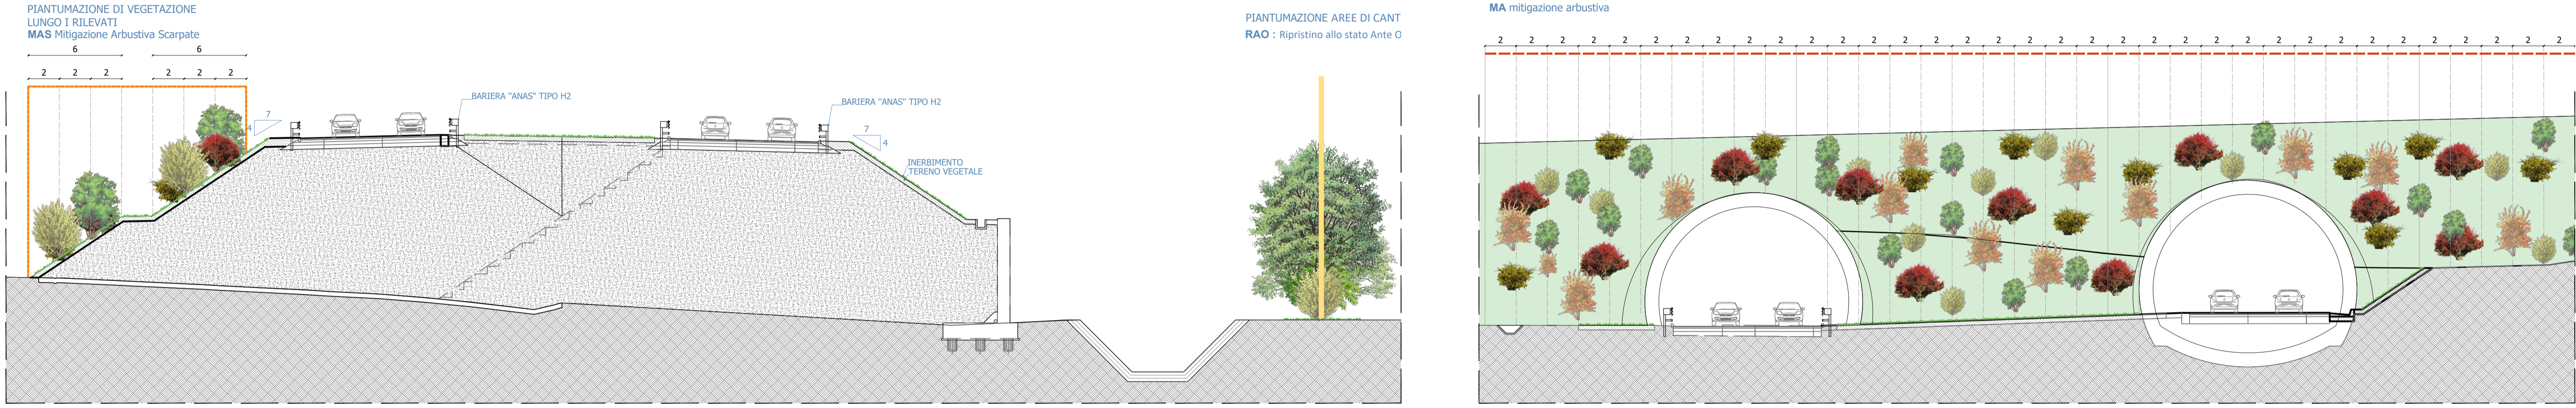 PIANTUMAZIONE DI VEGETAZIONE
LUNGO I RILEVATI
MAS Mitigazione Arbustiva Scarpate
6 6
2 2 2 2 2 2
7
4
BARIERA "ANAS" TIPO H2
BARIERA "ANAS" TIPO H2
7
4
INERBIMENTO
TERENO VEGETALE
PIANTUMAZIONE AREE DI CANT
RAO : Ripristino allo stato Ante O
MA mitigazione arbustiva
2 2 2 2 2 2 2 2 2 2 2 2 2 2 2 2 2 2 2 2 2 2 2 2 2 2 2 2 2 2 2 2 2 2 2